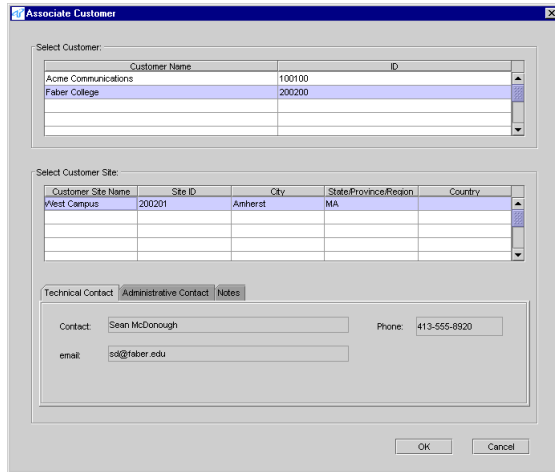 Associate Customer
Select Customer:
Customer Name ID
Acme Communications 100100
Faber College 200200
Select Customer Site:
Customer Site Name Site ID City State/Province/Region Country
West Campus 200201 Amherst MA
Technical Contact Administrative Contact Notes
Contact: Sean McDonough Phone: 413-555-8920
email: sd@faber.edu
OK Cancel